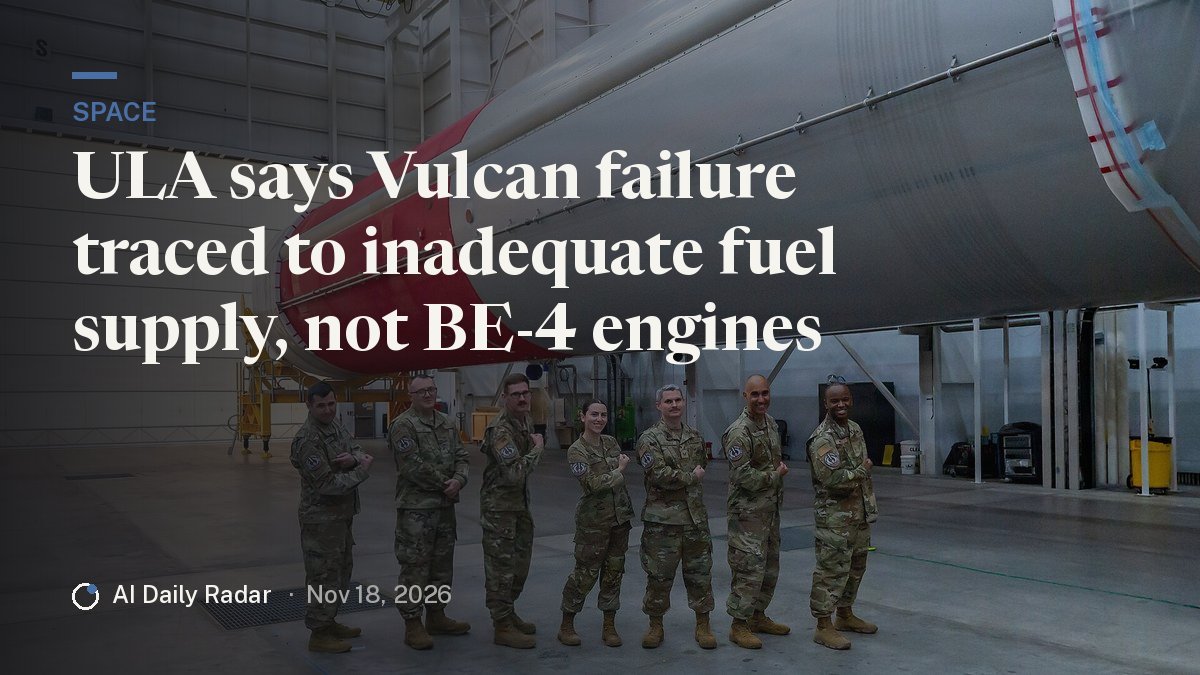 SPACE
ULA says Vulcan failure
traced to inadequate fuel
supply, not BE-4 engines
AI Daily Radar · Nov 18, 2026